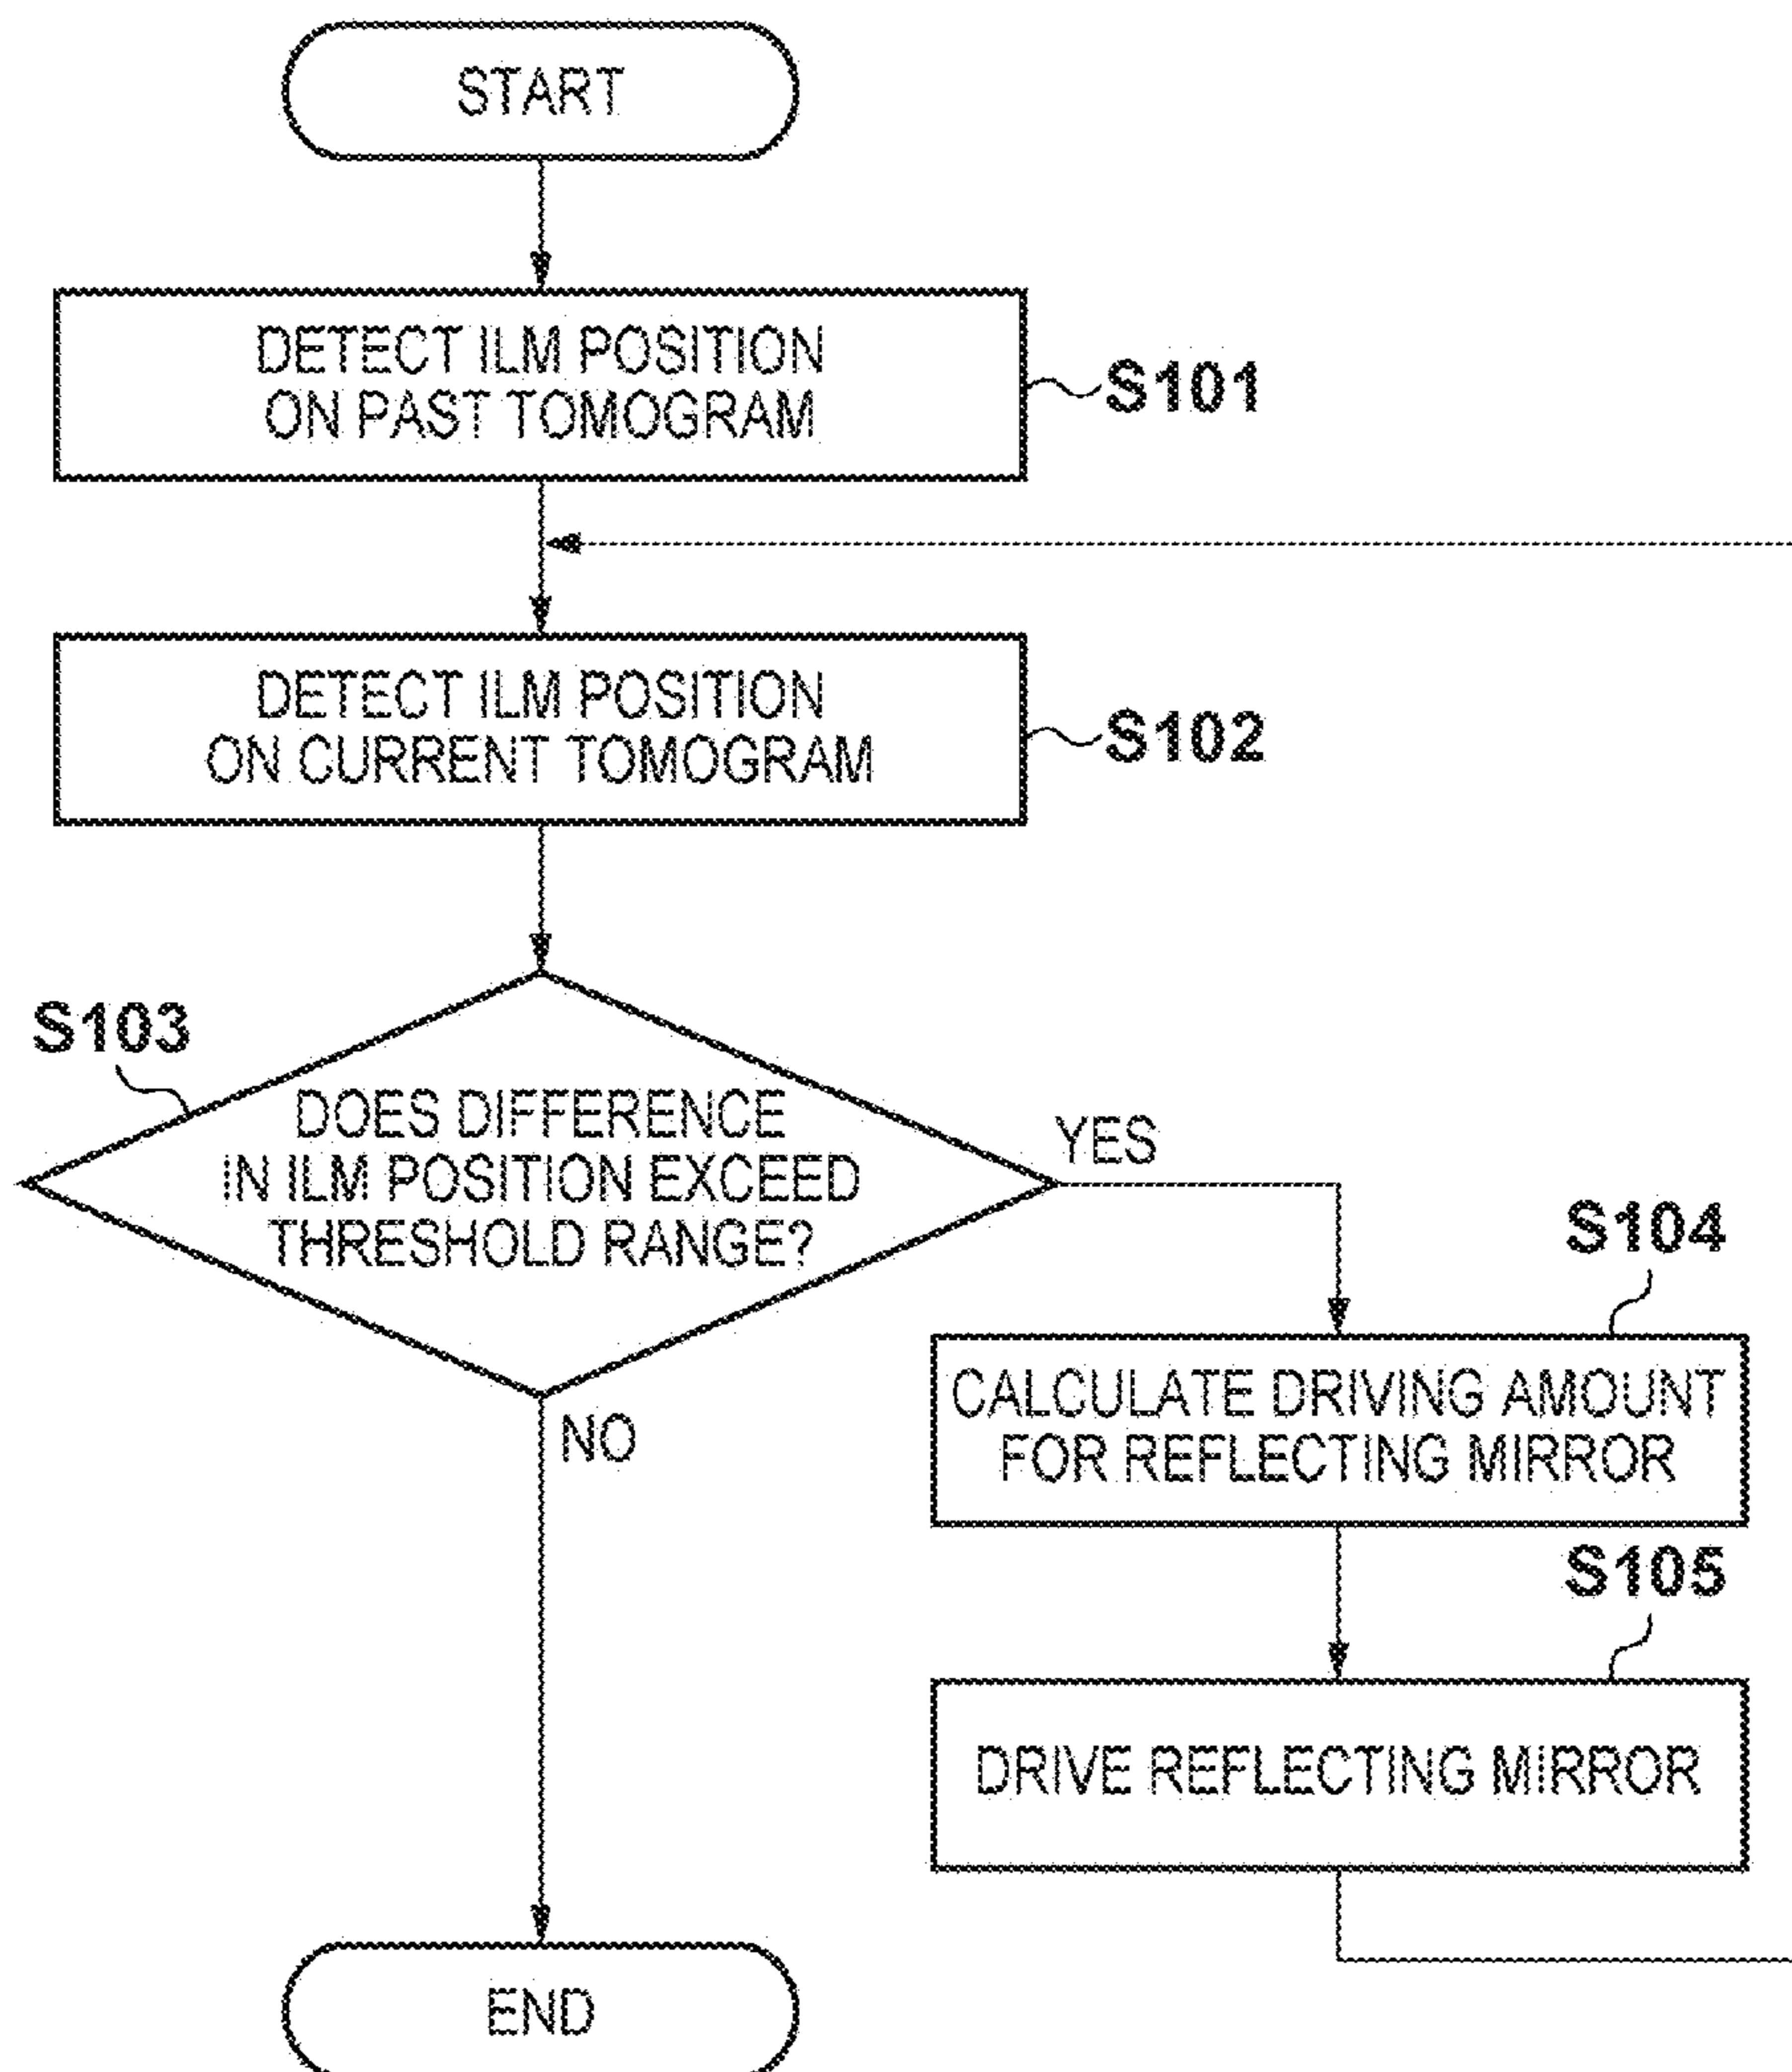 START
DETECT ILM POSITION
ON PAST TOMOGRAM
S101
DETECT ILM POSITION
ON CURRENT TOMOGRAM
S102
S103
DOES DIFFERENCE
IN ILM POSITION EXCEED
THRESHOLD RANGE?
YES
NO
S104
CALCULATE DRIVING AMOUNT
FOR REFLECTING MIRROR
S105
DRIVE REFLECTING MIRROR
END